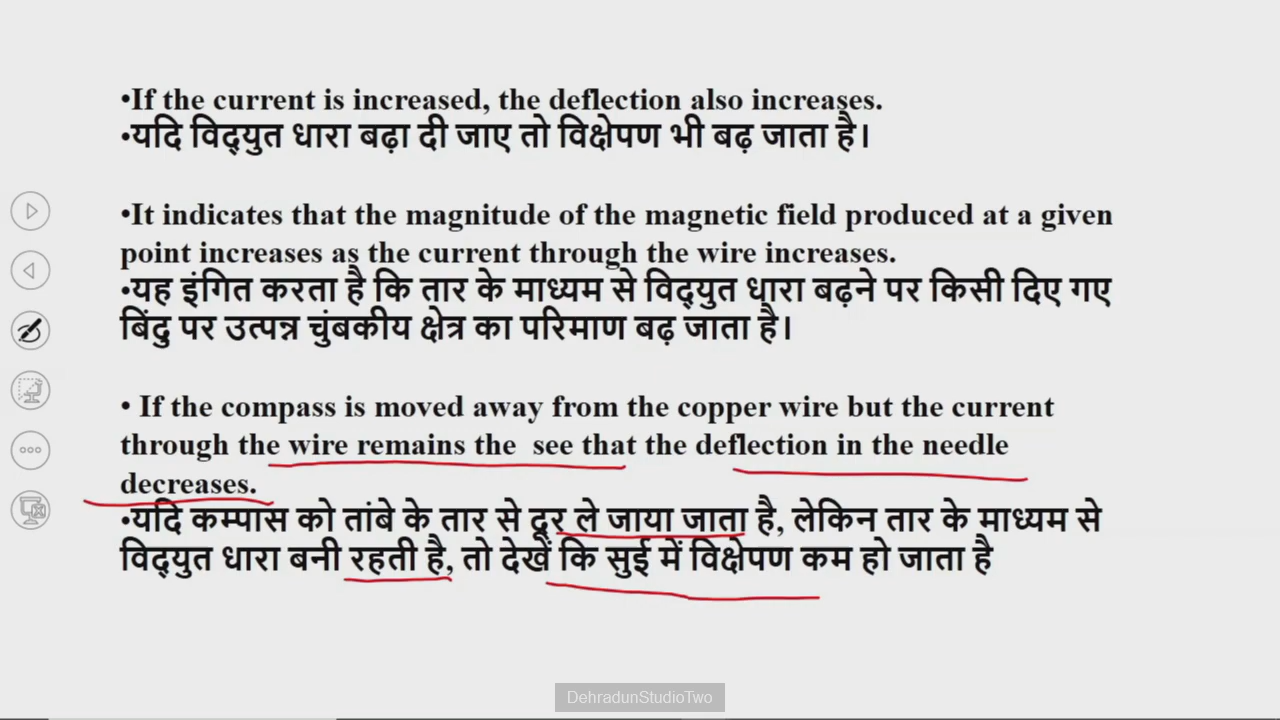 •If the current is increased, the deflection also increases.
•यदि विद्युत धारा बढ़ा दी जाए तो विक्षेपण भी बढ़ जाता है।
•It indicates that the magnitude of the magnetic field produced at a given
point increases as the current through the wire increases.
•यह इंगित करता है कि तार के माध्यम से विद्युत धारा बढ़ने पर किसी दिए गए
बिंदु पर उत्पन्न चुंबकीय क्षेत्र का परिमाण बढ़ जाता है।
• If the compass is moved away from the copper wire but the current
through the wire remains the see that the deflection in the needle
decreases.
•यदि कम्पास को तांबे के तार से दूर ले जाया जाता है, लेकिन तार के माध्यम से
विद्युत धारा बनी रहती है, तो देखें कि सुई में विक्षेपण कम हो जाता है
DehradunStudioTwo